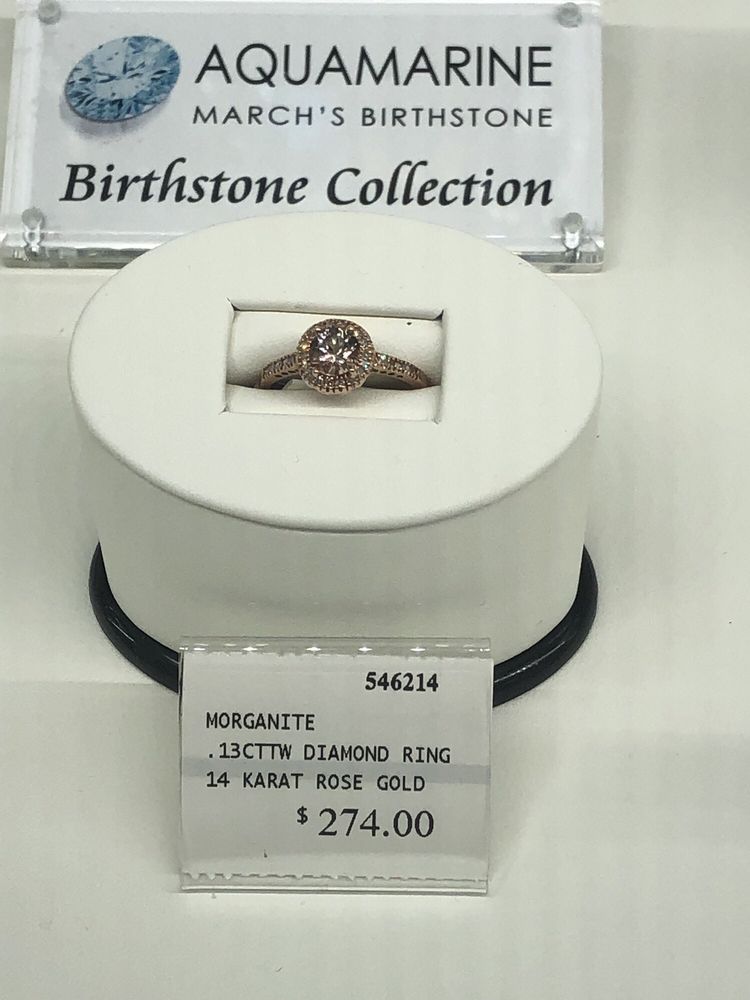 AQUAMARINE
MARCH'S BIRTHSTONE
Birthstone Collection
546214
MORGANITE
.13CTTW DIAMOND RING
14 KARAT ROSE GOLD
$ 274.00